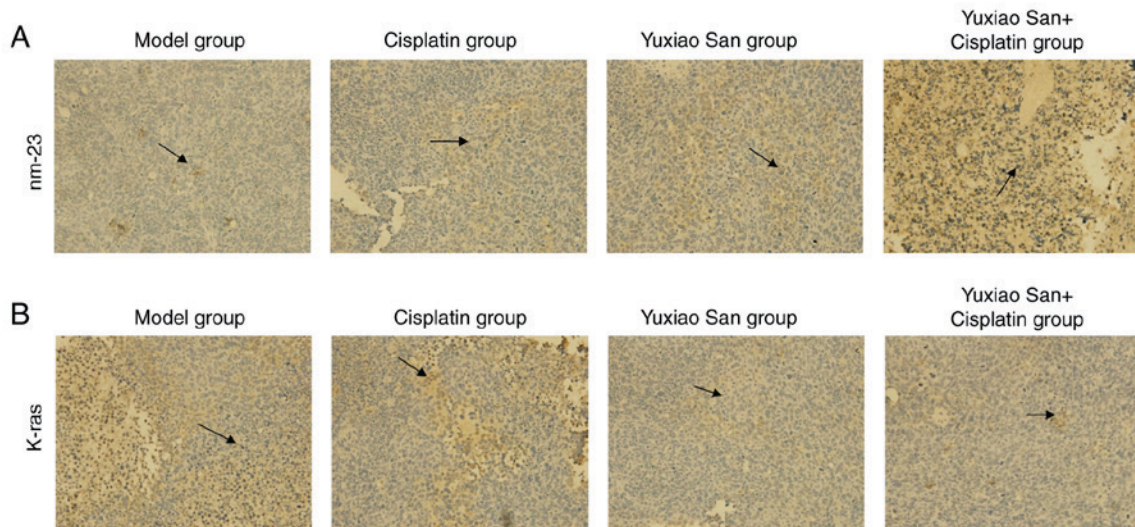 A
Model group
Cisplatin group
Yuxiao San group
Yuxiao San+
Cisplatin group
nm-23
B
Model group
Cisplatin group
Yuxiao San group
Yuxiao San+
Cisplatin group
K-ras